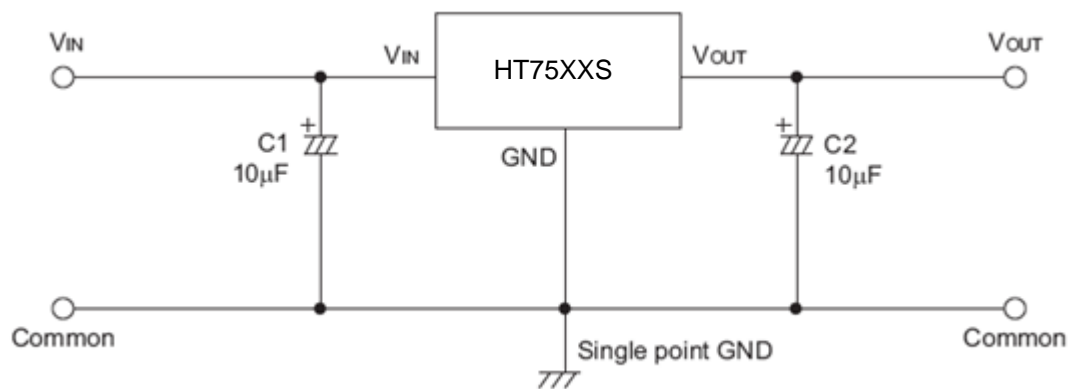 VIN
VIN
HT75XXS
VOUT
VOUT
+
C1
10µF
GND
+
C2
10µF
Common
Single point GND
Common